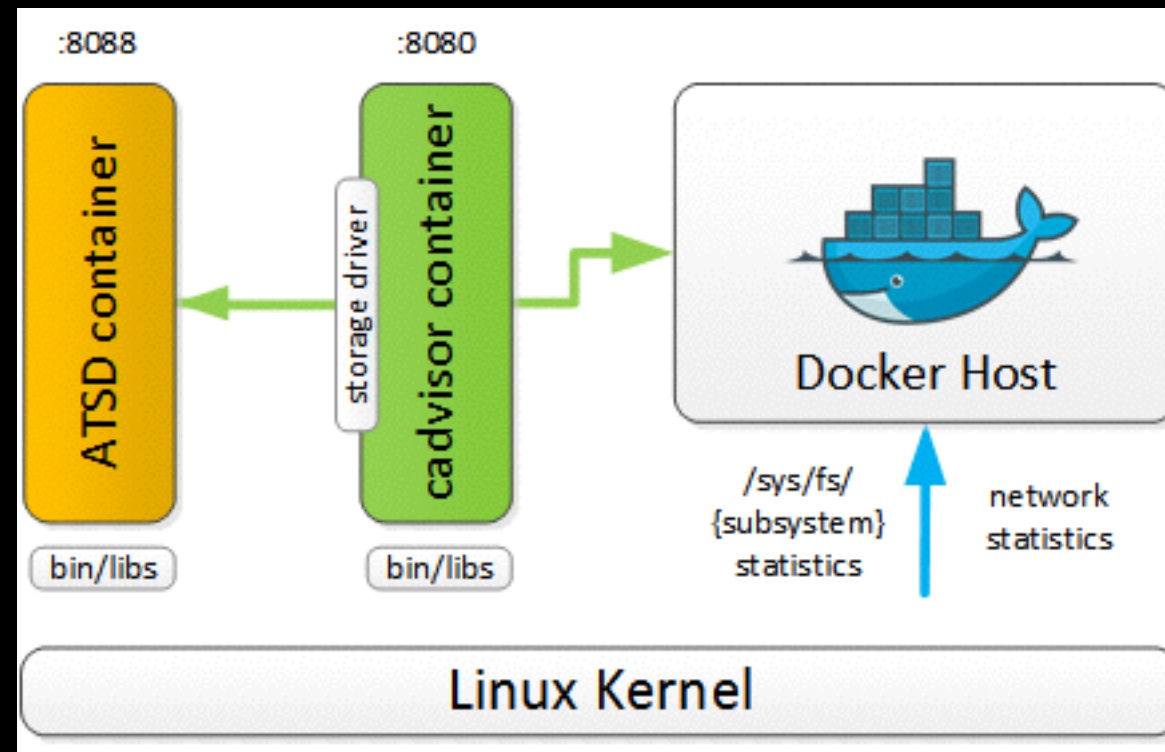 :8088
:8080
ATSD container
storage driver
cadvisor container
Docker Host
/sys/fs/
{subsystem}
statistics
network
statistics
bin/libs
bin/libs
Linux Kernel